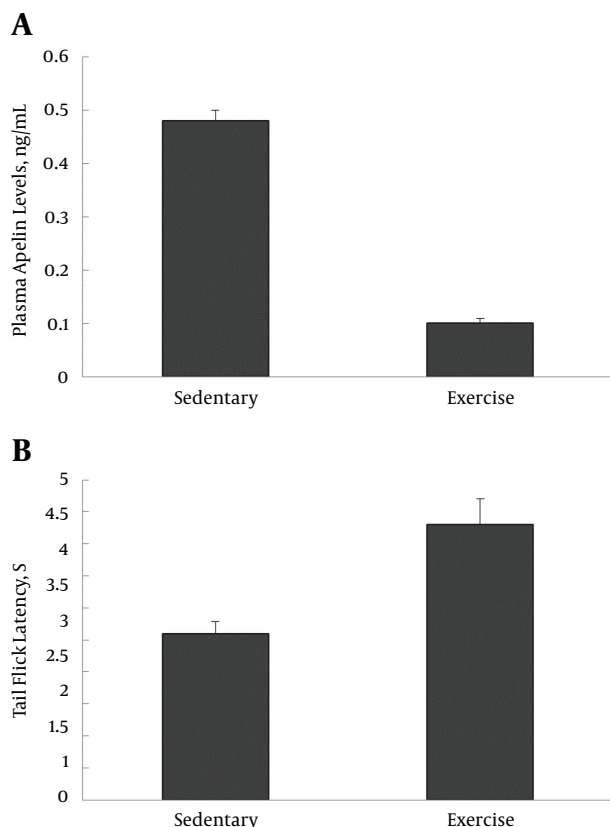 A
Plasma Apelin Levels, ng/mL
0.6
0.5
0.4
0.3
0.2
0.1
0
Sedentary Exercise
B
Tail Flick Latency, S
5
4.5
4
3.5
3
2.5
2
1.5
1
0
Sedentary Exercise